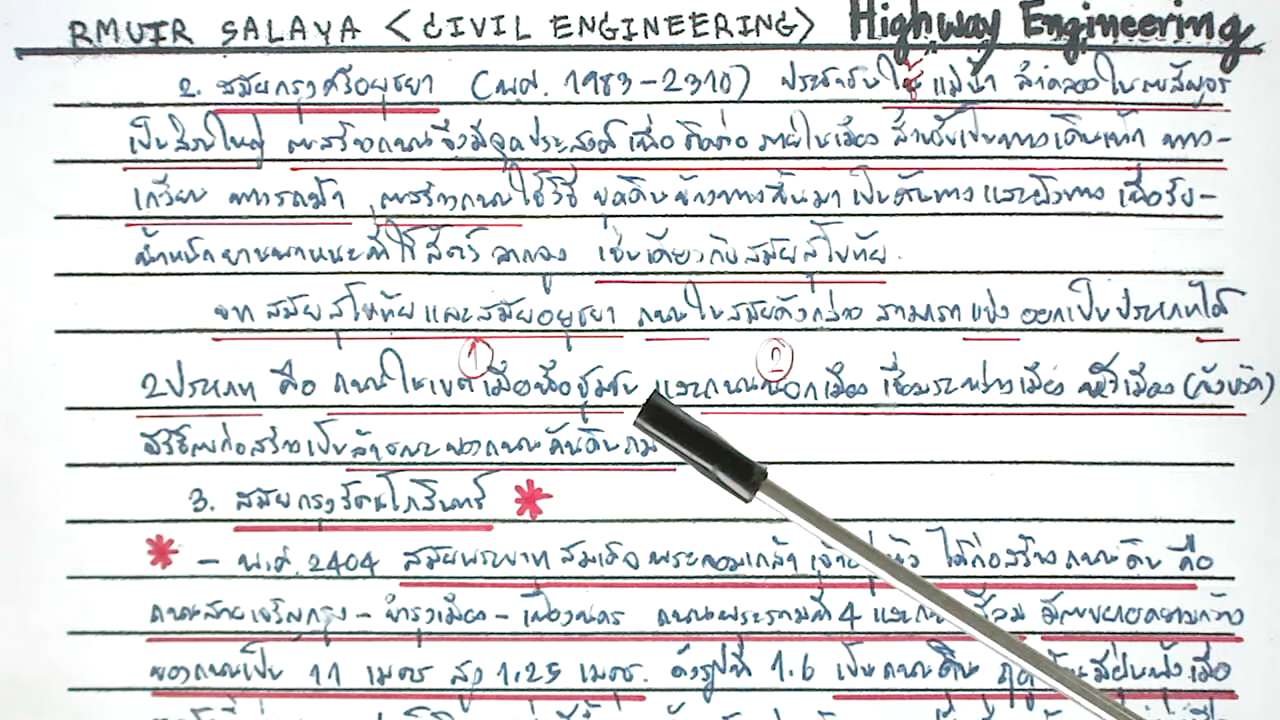 RMUTR SALAYA <CIVIL ENGINEERING> Highway Engineering
2. สมัยกรุงศรีอยุธยา (พ.ศ. 1983-2310) ประชาชนใช้ แม่น้ำ ลำคลองในการสัญจร
เป็นส่วนใหญ่ การสร้างถนนจึงมีจุดประสงค์ เพื่อ ติดต่อ ภายในเมือง สำหรับเป็นทางเดินเท้า ทาง-
เกวียน ทางรถม้า การสร้างถนนใช้วิธี ขุดดินข้างทางขึ้นมา เป็นคันทาง และผิวทาง เพื่อรับ-
น้ำหนักยานพาหนะที่ใช้ สัตว์ ลากจูง เช่นเดียวกับสมัยสุโขทัย.
จาก สมัยสุโขทัย และสมัยอยุธยา ถนนในสมัยดังกล่าว สามารถ แบ่ง ออกเป็น ประเภทได้
2 ประเภท คือ ถนนในเขตเมืองหรือชุมชน และถนนนอกเมือง เชื่อมระหว่างเมือง หัวเมือง (จังหวัด)
① ②
มีวิธีการก่อสร้างเป็นลักษณะของถนนคันดินถม
3. สมัยกรุงรัตนโกสินทร์ *
* - พ.ศ. 2404 สมัยพระบาท สมเด็จ พระจอมเกล้า เจ้าอยู่หัว ได้ก่อสร้าง ถนนดิน คือ
ถนนสายเจริญกรุง - บำรุงเมือง - เฟื่องนคร ถนนพระรามที่ 4 และถนนสีลม มีการขยายความกว้าง
ของถนนเป็น 11 เมตร สูง 1.25 เมตร. ดังรูปที่ 1.6 เป็นถนนดิน ฤดู มีฝุ่นฟุ้ง เมื่อ